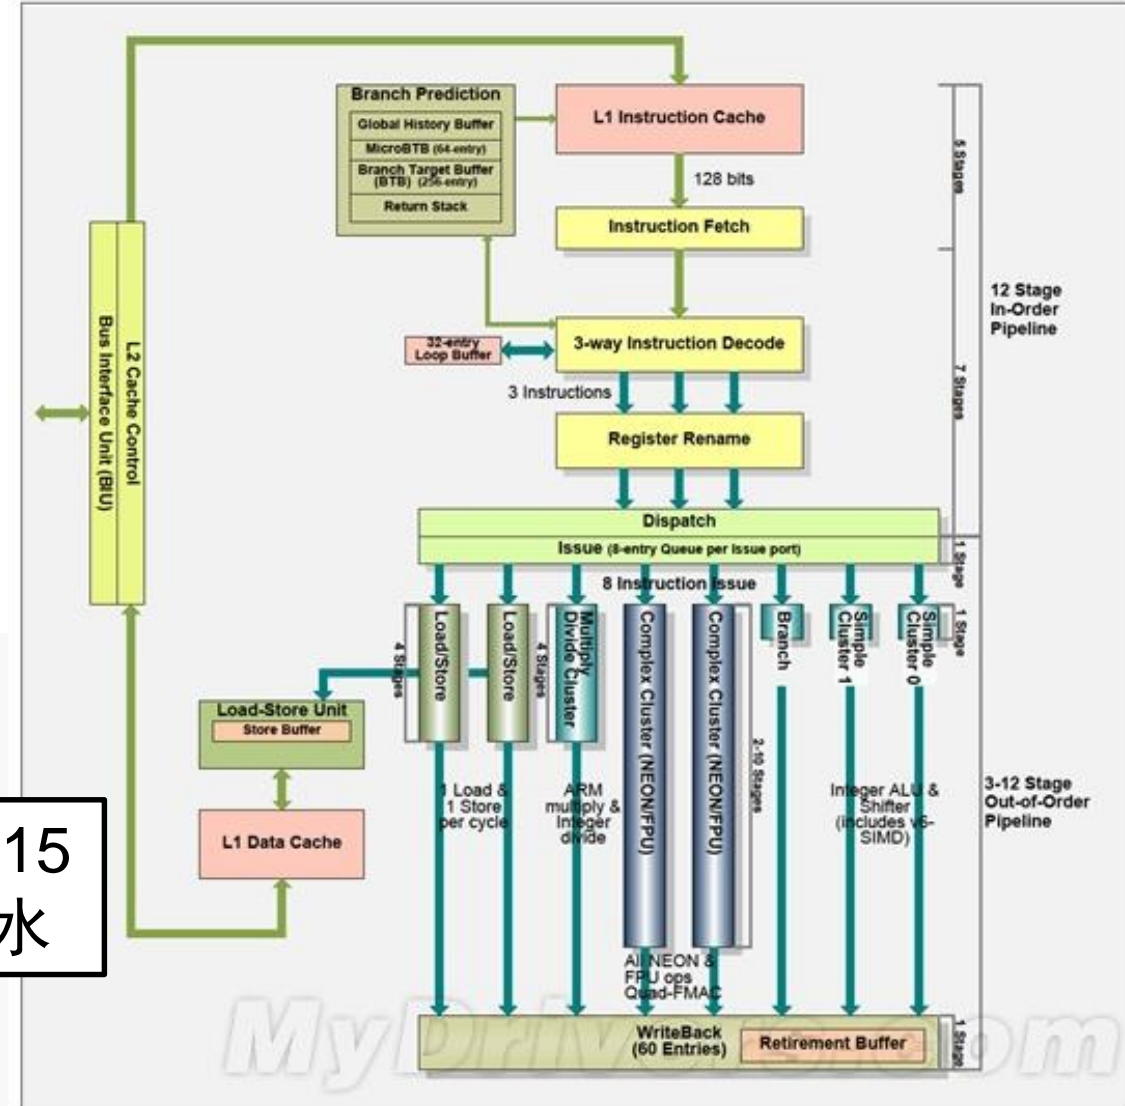 Branch Prediction
Global History Buffer
MicroBTB (64-entry)
Branch Target Buffer
(BTB) (256-entry)
Return Stack
L1 Instruction Cache
128 bits
Instruction Fetch
5 Stages
12 Stage
In-Order
Pipeline
Bus Interface Unit (BIU)
L2 Cache Control
32-entry
Loop Buffer
3-way Instruction Decode
3 Instructions
7 Stages
Register Rename
Dispatch
Issue (8-entry Queue per Issue port)
1 Stage
8 Instruction Issue
4 Stages
Load/Store
Load/Store
4 Stages
Multiply
Divide Cluster
Complex Cluster (NEON/FPU)
Complex Cluster (NEON/FPU)
2-10 Stages
Branch
Simple
Cluster 1
Simple
Cluster 0
1 Stage
Load-Store Unit
Store Buffer
1 Load &
1 Store
per cycle
ARM
multiply &
Integer
divide
Integer ALU &
Shifter
(includes v6-
SIMD)
3-12 Stage
Out-of-Order
Pipeline
15
水
L1 Data Cache
All NEON &
FPU ops
Quad-FMAC
WriteBack
(60 Entries)
Retirement Buffer
1 Stage
MyDrivers.com